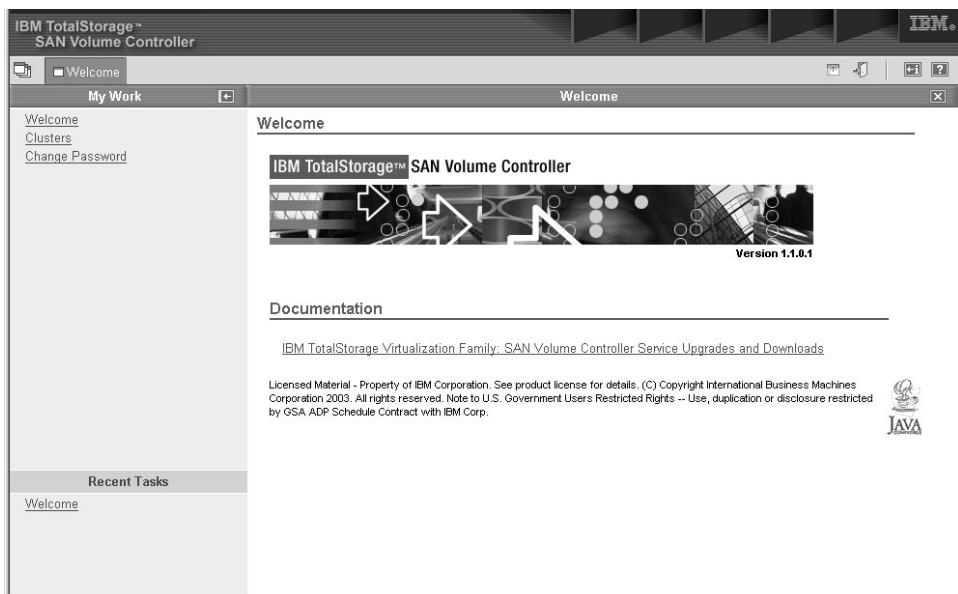 IBM TotalStorage™
SAN Volume Controller
IBM®
Welcome
?
My Work
Welcome
Welcome
Clusters
Change Password
Welcome
IBM TotalStorage™ SAN Volume Controller
Version 1.1.0.1
Documentation
IBM TotalStorage Virtualization Family: SAN Volume Controller Service Upgrades and Downloads
Licensed Material - Property of IBM Corporation. See product license for details. (C) Copyright International Business Machines
Corporation 2003. All rights reserved. Note to U.S. Government Users Restricted Rights -- Use, duplication or disclosure restricted
by GSA ADP Schedule Contract with IBM Corp.
JAVA
COMPATIBLE
Recent Tasks
Welcome